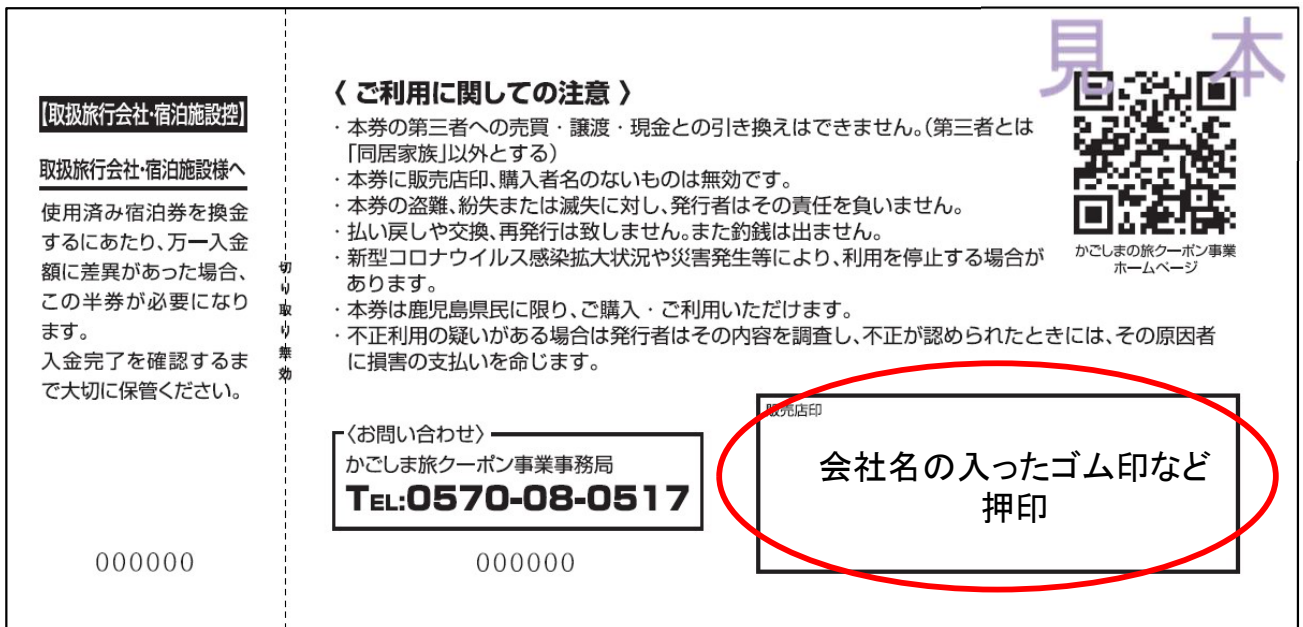 見本
【取扱旅行会社・宿泊施設控】
取扱旅行会社・宿泊施設様へ
使用済み宿泊券を換金
するにあたり、万一入金
額に差異があった場合、
この半券が必要になり
ます。
入金完了を確認するま
で大切に保管ください。
000000
切り取り無効
〈 ご利用に関しての注意 〉
・本券の第三者への売買・譲渡・現金との引き換えはできません。(第三者とは
「同居家族」以外とする)
・本券に販売店印、購入者名のないものは無効です。
・本券の盗難、紛失または滅失に対し、発行者はその責任を負いません。
・払い戻しや交換、再発行は致しません。また釣銭は出ません。
・新型コロナウイルス感染拡大状況や災害発生等により、利用を停止する場合が
あります。
・本券は鹿児島県民に限り、ご購入・ご利用いただけます。
・不正利用の疑いがある場合は発行者はその内容を調査し、不正が認められたときには、その原因者
に損害の支払いを命じます。
かごしまの旅クーポン事業
ホームページ
〈お問い合わせ〉
かごしま旅クーポン事業事務局
TEL:0570-08-0517
000000
販売店印
会社名の入ったゴム印など
押印